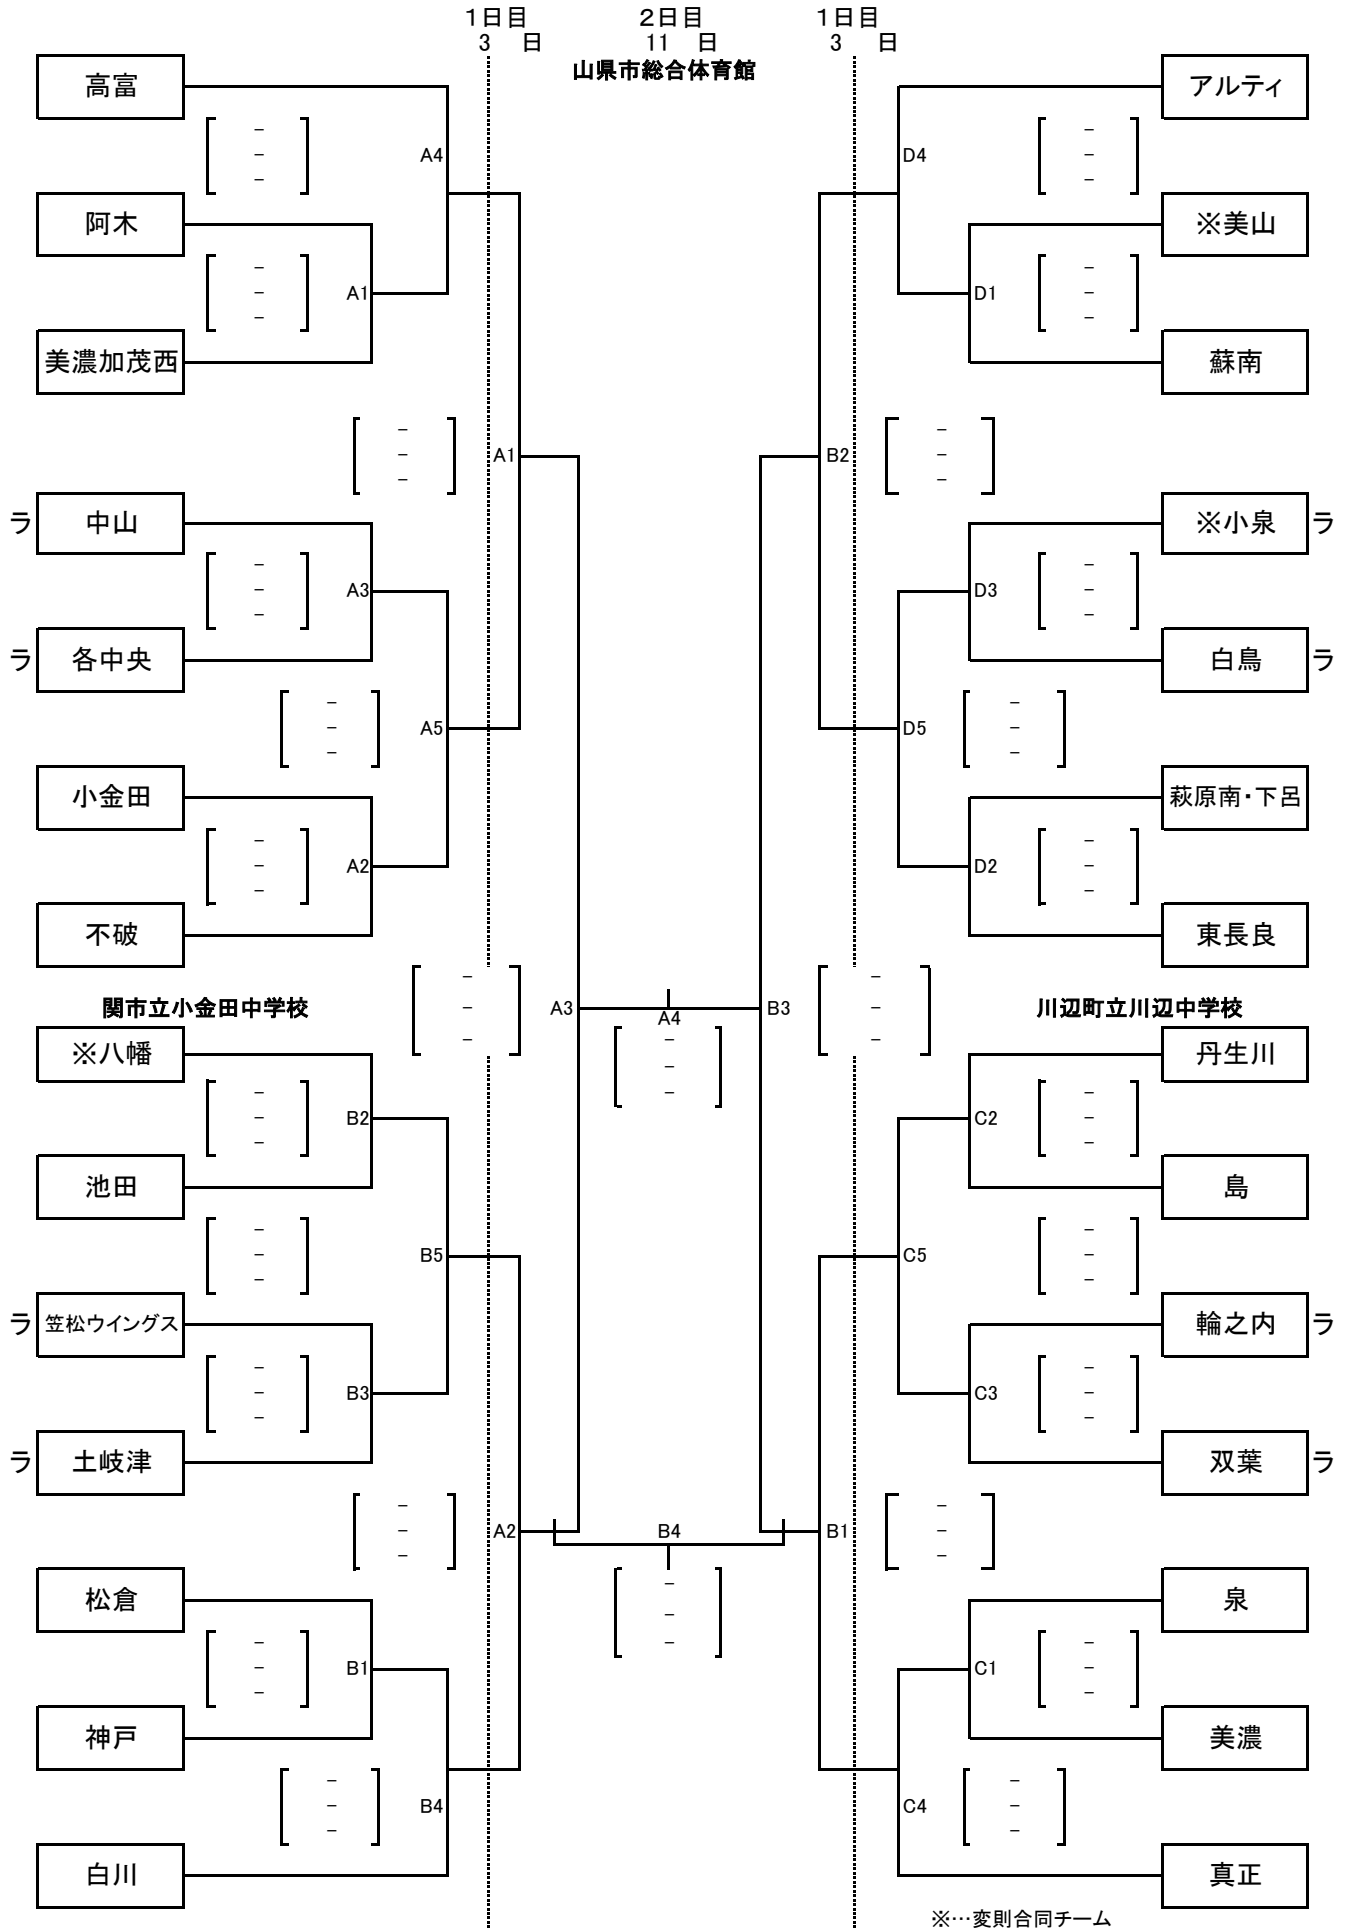 1日目 2日目 1日目
3 日 11 日 3 日
山県市総合体育館
高富 アルティ
[ - - - ] A4 D4 [ - - - ]
阿木 ※美山
[ - - - ] A1 D1 [ - - - ]
美濃加茂西 蘇南
[ - - - ] A1 B2 [ - - - ]
ラ 中山 ※小泉 ラ
[ - - - ] A3 D3 [ - - - ]
ラ 各中央 白鳥 ラ
[ - - - ] A5 D5 [ - - - ]
小金田 萩原南・下呂
[ - - - ] A2 D2 [ - - - ]
不破 東長良
関市立小金田中学校 [ - - - ] A3 A4 B3 [ - - - ] 川辺町立川辺中学校
[ - - - ]
※八幡 丹生川
[ - - - ] B2 C2 [ - - - ]
池田 島
[ - - - ] B5 C5 [ - - - ]
ラ 笠松ウイングス 輪之内 ラ
[ - - - ] B3 C3 [ - - - ]
ラ 土岐津 双葉 ラ
[ - - - ] A2 B4 B1 [ - - - ]
[ - - - ]
松倉 泉
[ - - - ] B1 C1 [ - - - ]
神戸 美濃
[ - - - ] B4 C4 [ - - - ]
白川 真正
※…変則合同チーム